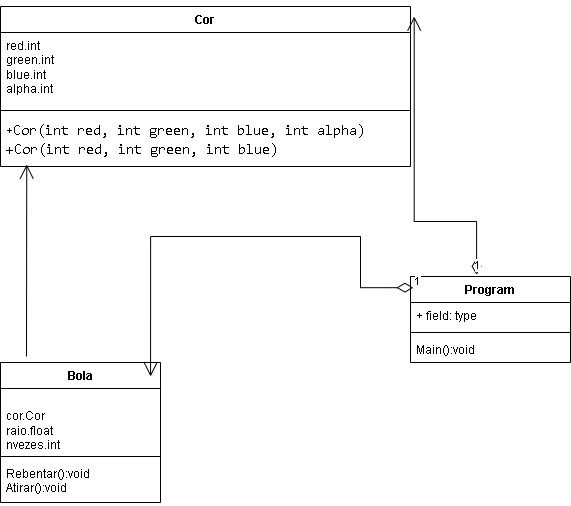 Cor
red.int
green.int
blue.int
alpha.int
+Cor(int red, int green, int blue, int alpha)
+Cor(int red, int green, int blue)
1
1
Program
+ field: type
Main():void
Bola
cor.Cor
raio.float
nvezes.int
Rebentar():void
Atirar():void